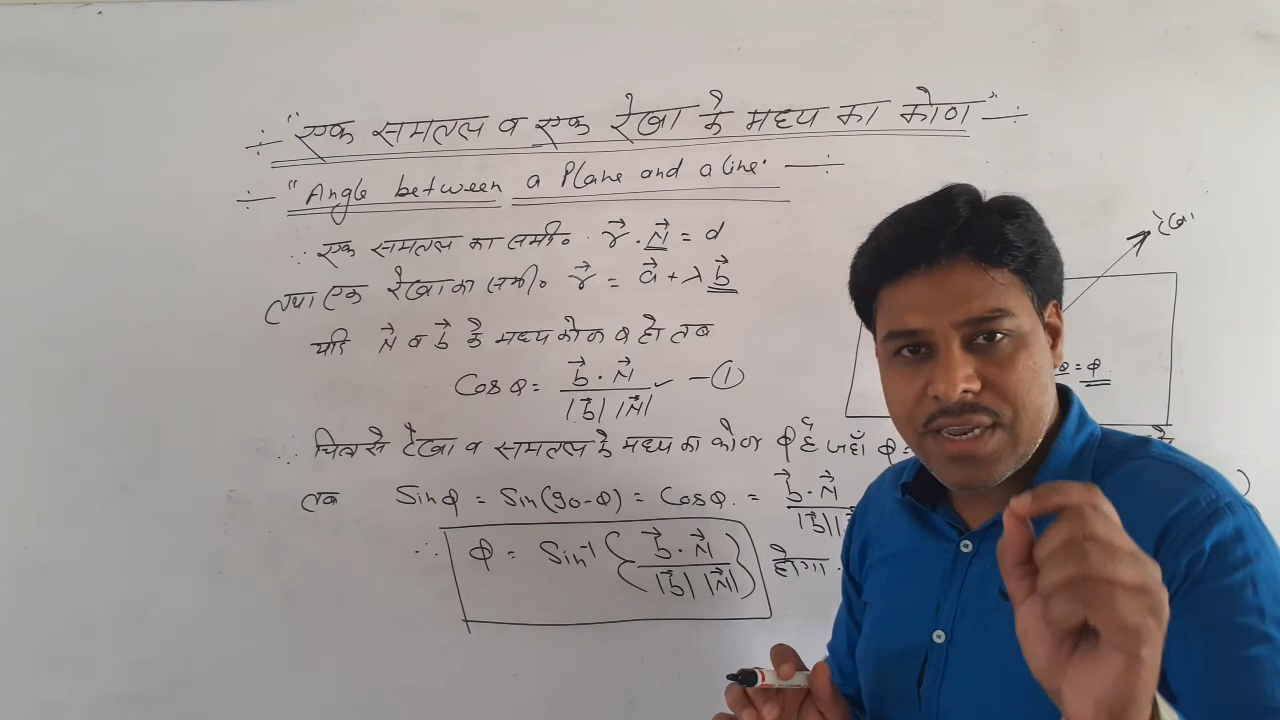 "एक समतल व एक रेखा के मध्य का कोण"
"Angle between a Plane and a line."
∵ एक समतल का समी० r⃗ . N⃗ = d
तथा एक रेखा का समी० r⃗ = a⃗ + λ b⃗
यदि N⃗ व b⃗ के मध्य कोण θ हो तब
Cos θ = b⃗ . N⃗ / |b⃗| |N⃗| ✓ - ①
∴ चित्र से रेखा व समतल के मध्य का कोण φ है जहाँ φ =
तब Sin φ = Sin(90-θ) = Cos θ. = b⃗ . N⃗ / |b⃗| |
∴ φ = Sin⁻¹ { b⃗ . N⃗ / |b⃗| |N⃗| } होगा.
रेखा
θ = φ